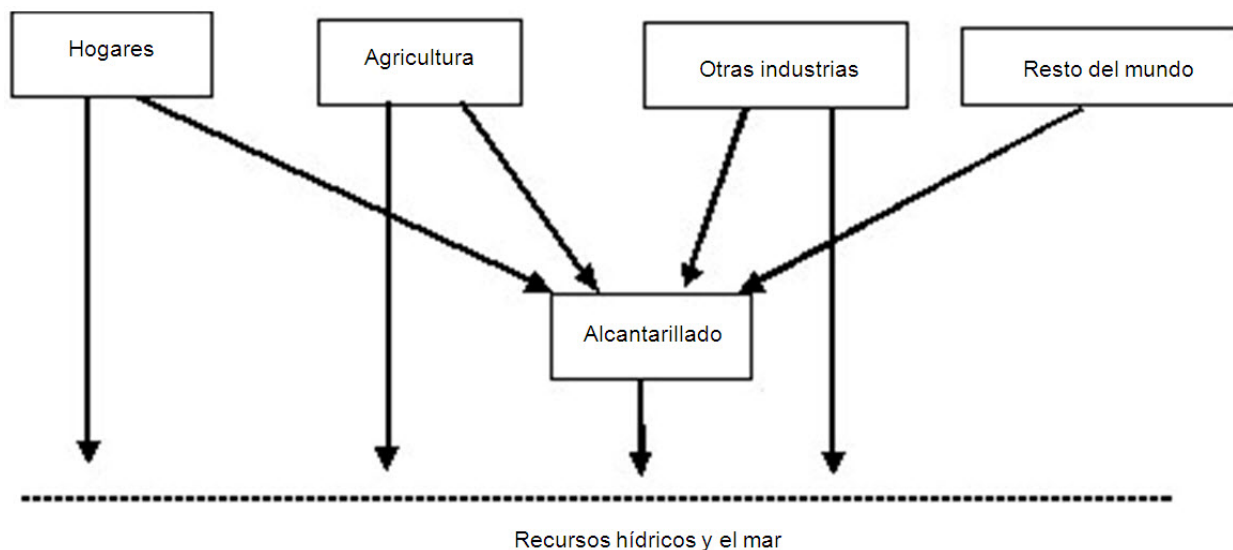 Hogares
Agricultura
Otras industrias
Resto del mundo
Alcantarillado
Recursos hídricos y el mar